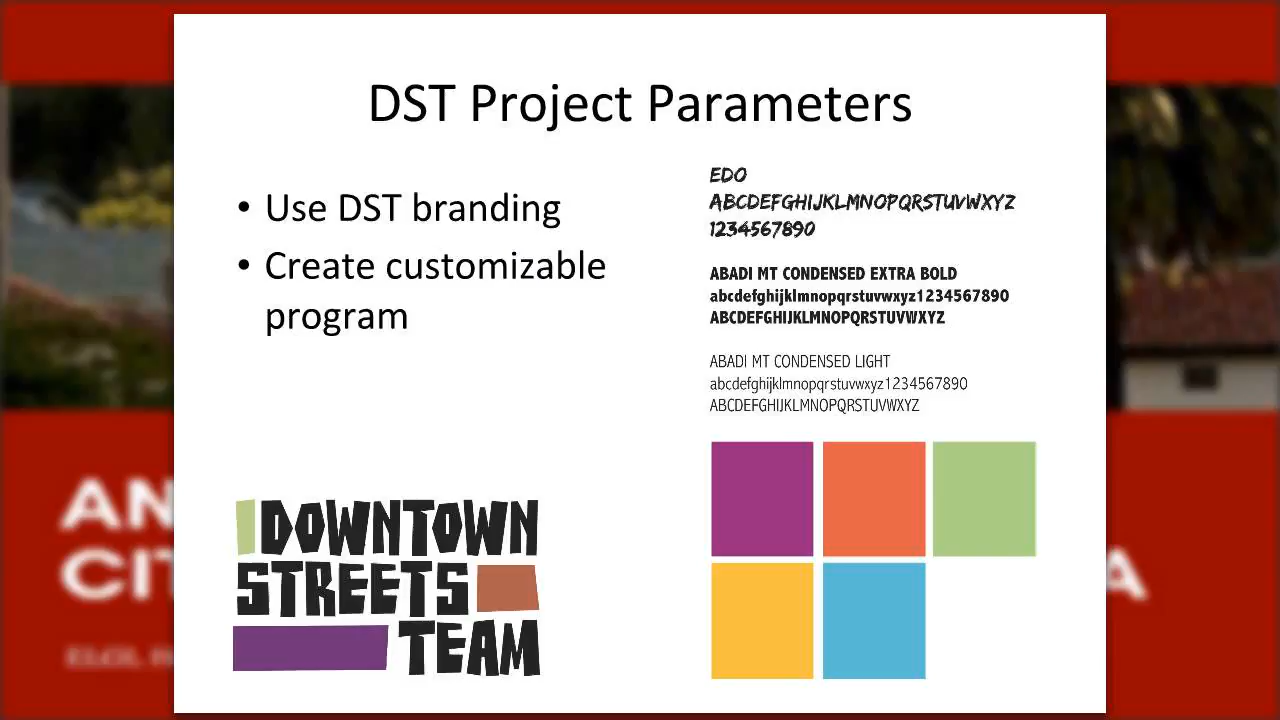 DST Project Parameters
• Use DST branding
• Create customizable
program
EDO
ABCDEFGHIJKLMNOPQRSTUVWXYZ
1234567890
ABADI MT CONDENSED EXTRA BOLD
abcdefghijklmnopqrstuvwxyz1234567890
ABCDEFGHIJKLMNOPQRSTUVWXYZ
ABADI MT CONDENSED LIGHT
abcdefghijklmnopqrstuvwxyz1234567890
ABCDEFGHIJKLMNOPQRSTUVWXYZ
DOWNTOWN
STREETS
TEAM